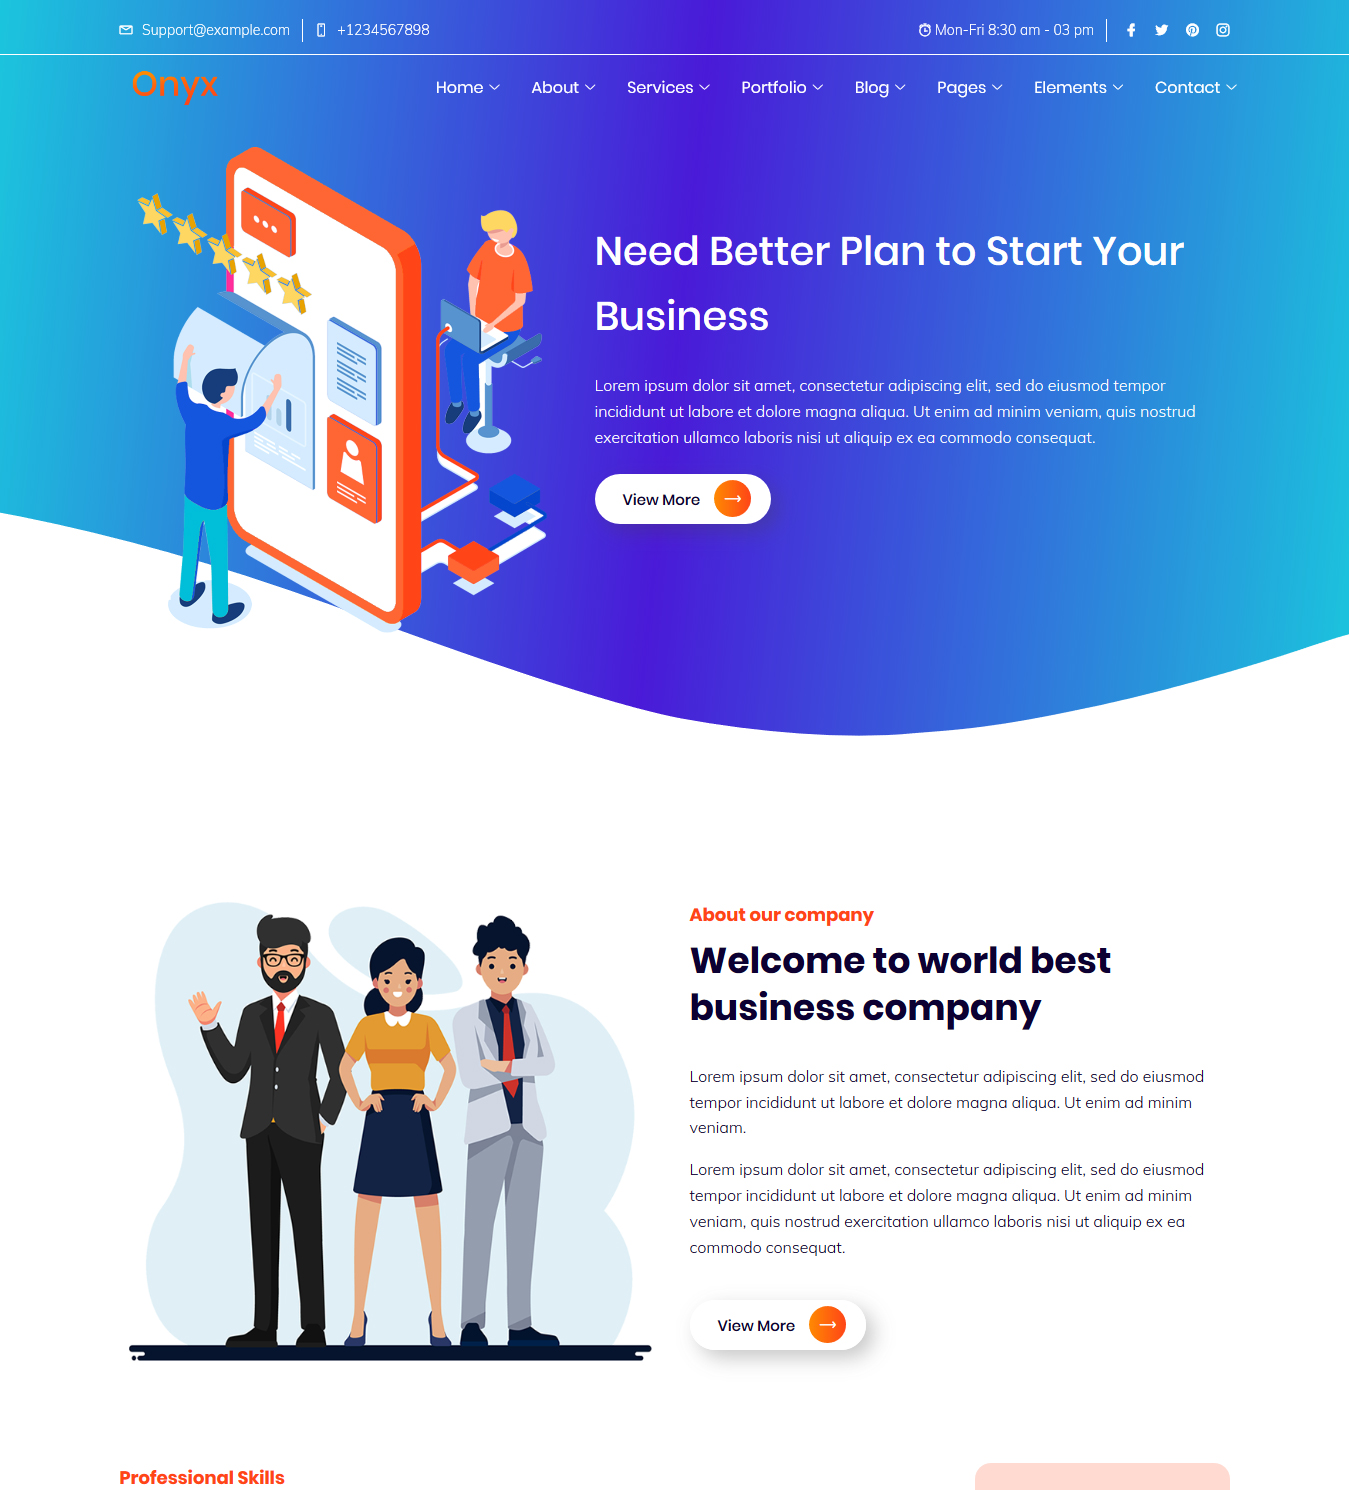 Support@example.com
+1234567898
Mon-Fri 8:30 am - 03 pm
Onyx
Home
About
Services
Portfolio
Blog
Pages
Elements
Contact
Need Better Plan to Start Your
Business
Lorem ipsum dolor sit amet, consectetur adipiscing elit, sed do eiusmod tempor
incididunt ut labore et dolore magna aliqua. Ut enim ad minim veniam, quis nostrud
exercitation ullamco laboris nisi ut aliquip ex ea commodo consequat.
View More
About our company
Welcome to world best
business company
Lorem ipsum dolor sit amet, consectetur adipiscing elit, sed do eiusmod
tempor incididunt ut labore et dolore magna aliqua. Ut enim ad minim
veniam.
Lorem ipsum dolor sit amet, consectetur adipiscing elit, sed do eiusmod
tempor incididunt ut labore et dolore magna aliqua. Ut enim ad minim
veniam, quis nostrud exercitation ullamco laboris nisi ut aliquip ex ea
commodo consequat.
View More
Professional Skills